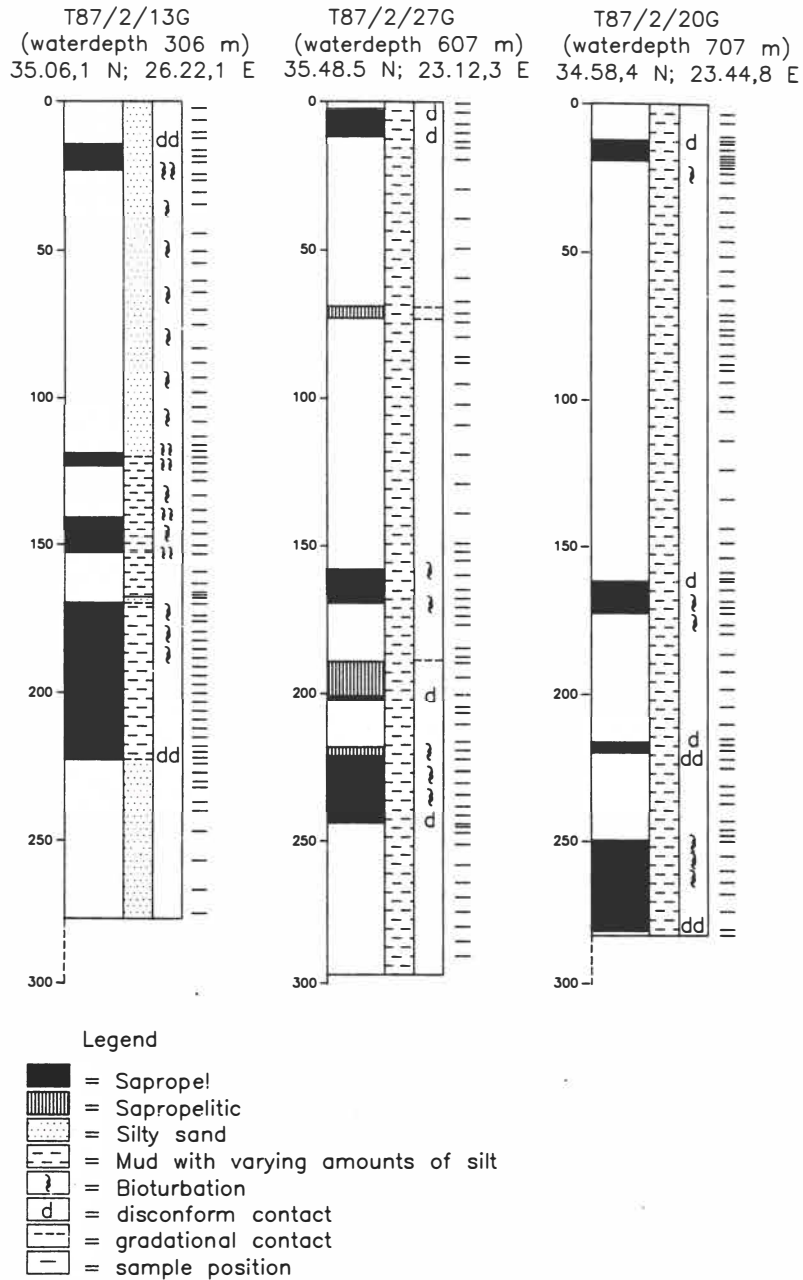 T87/2/13G
(waterdepth 306 m)
35.06,1 N; 26.22,1 E
T87/2/27G
(waterdepth 607 m)
35.48.5 N; 23.12,3 E
T87/2/20G
(waterdepth 707 m)
34.58,4 N; 23.44,8 E
0
50
100
150
200
250
300
dd
dd
0
50
100
150
200
250
300
d
d
d
d
0
50
100
150
200
250
300
d
d
d
dd
dd
Legend
= Sapropel
= Sapropelitic
= Silty sand
= Mud with varying amounts of silt
= Bioturbation
d = disconform contact
= gradational contact
= sample position